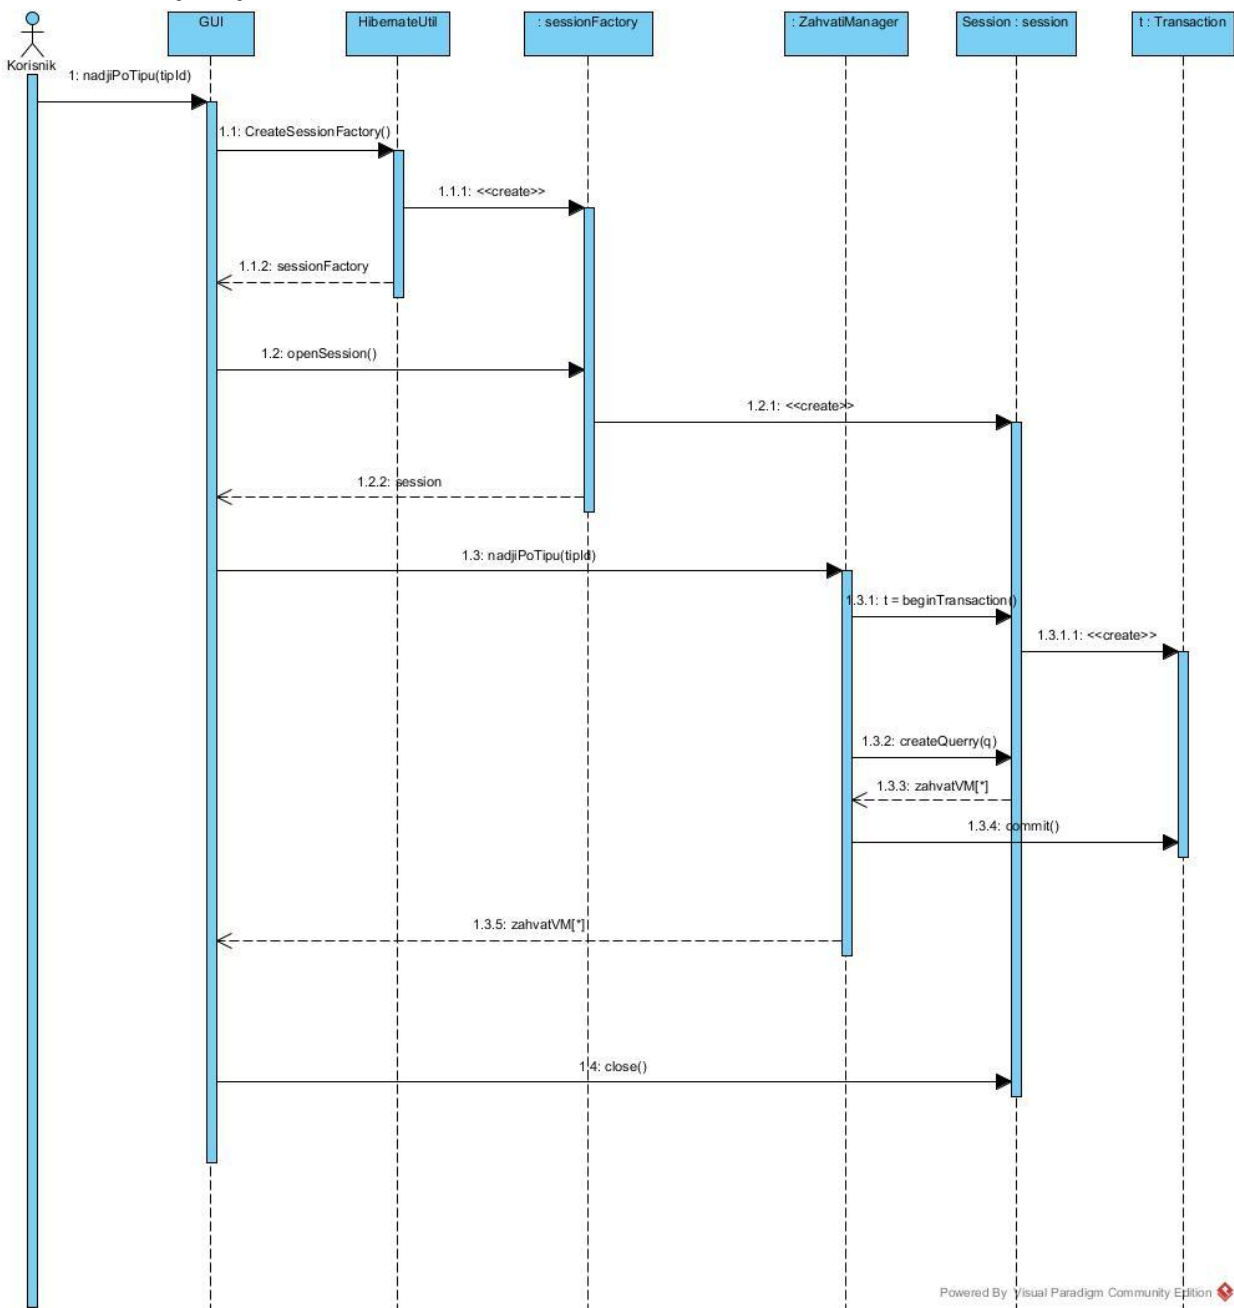 GUI
HibernateUtil
: sessionFactory
: ZahvatiManager
Session : session
t : Transaction
Korisnik
1: nadjiPoTipu(tipId)
1.1: CreateSessionFactory()
1.1.1: <<create>>
1.1.2: sessionFactory
1.2: openSession()
1.2.1: <<create>>
1.2.2: session
1.3: nadjiPoTipu(tipId)
1.3.1: t = beginTransaction()
1.3.1.1: <<create>>
1.3.2: createQuerry(q)
1.3.3: zahvatVM[*]
1.3.4: commit()
1.3.5: zahvatVM[*]
1.4: close()
Powered By Visual Paradigm Community Edition